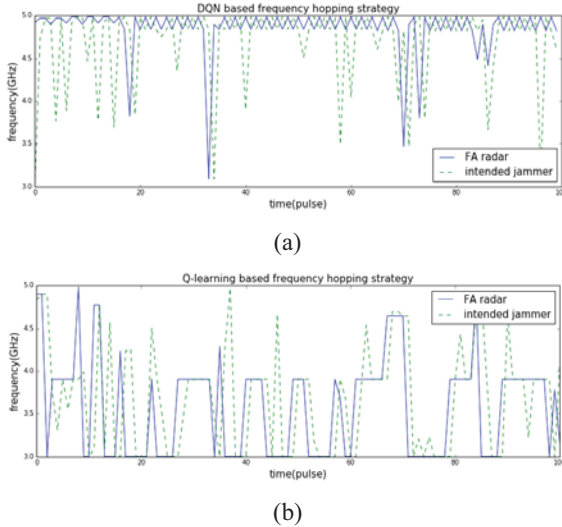 DQN based frequency hopping strategy
5.0
4.5
4.0
3.5
3.0
frequency(GHz)
FA radar
intended jammer
0 20 40 60 80 100
time(pulse)
(a)
Q-learning based frequency hopping strategy
5.0
4.5
4.0
3.5
3.0
frequency(GHz)
FA radar
intended jammer
0 20 40 60 80 100
time(pulse)
(b)